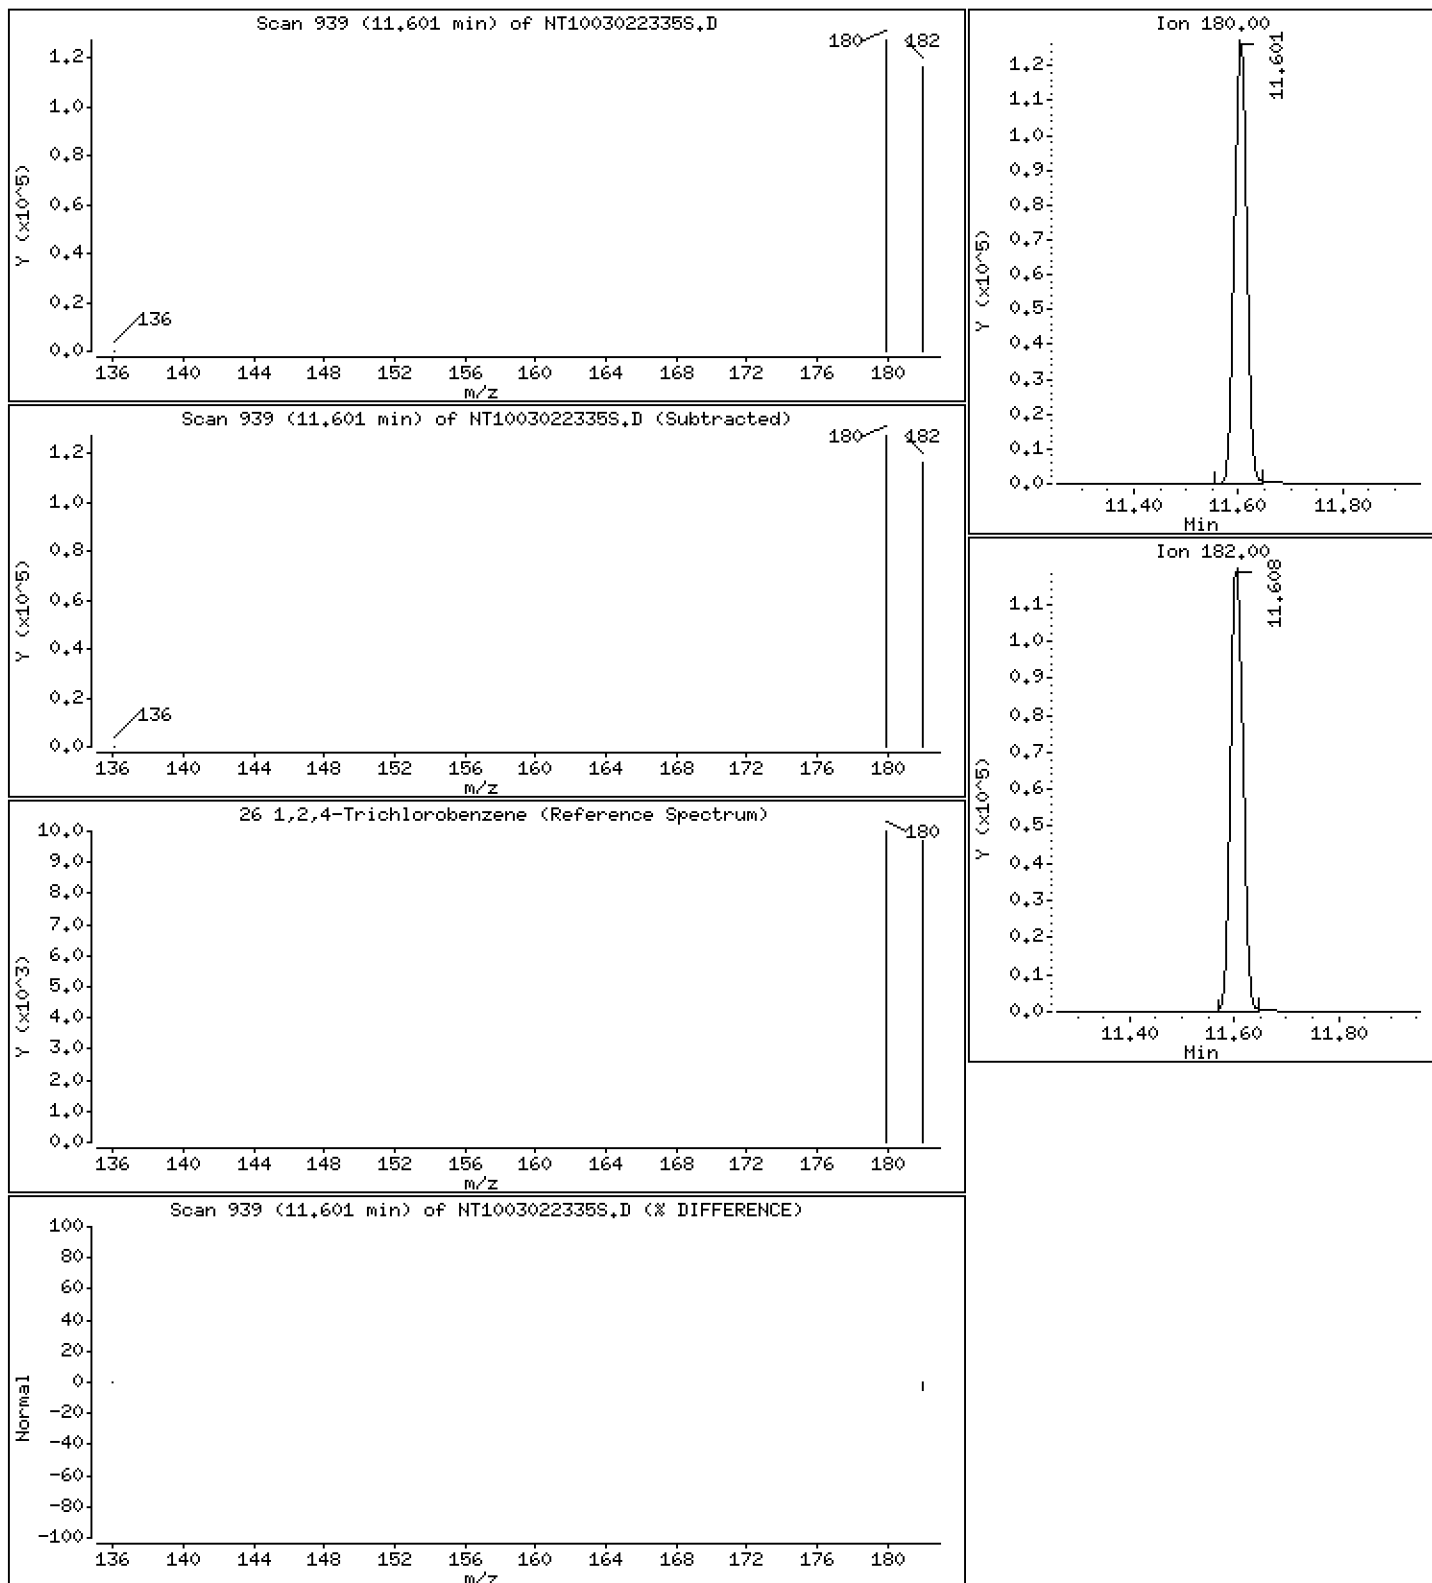 Scan 939 (11.601 min) of NT1003022335S.D
180
182
1.2
1.0
0.8
0.6
0.4
0.2
0.0
Y (x10^5)
136
136 140 144 148 152 156 160 164 168 172 176 180
m/z
Scan 939 (11.601 min) of NT1003022335S.D (Subtracted)
180
182
1.2
1.0
0.8
0.6
0.4
0.2
0.0
Y (x10^5)
136
136 140 144 148 152 156 160 164 168 172 176 180
m/z
26 1,2,4-Trichlorobenzene (Reference Spectrum)
180
10.0
9.0
8.0
7.0
6.0
5.0
4.0
3.0
2.0
1.0
0.0
Y (x10^3)
136 140 144 148 152 156 160 164 168 172 176 180
m/z
Scan 939 (11.601 min) of NT1003022335S.D (% DIFFERENCE)
100
80
60
40
20
0
-20
-40
-60
-80
-100
Normal
136 140 144 148 152 156 160 164 168 172 176 180
m/z
Ion 180.00
11.601
1.2
1.1
1.0
0.9
0.8
0.7
0.6
0.5
0.4
0.3
0.2
0.1
0.0
Y (x10^5)
11.40 11.60 11.80
Min
Ion 182.00
11.608
1.1
1.0
0.9
0.8
0.7
0.6
0.5
0.4
0.3
0.2
0.1
0.0
Y (x10^5)
11.40 11.60 11.80
Min